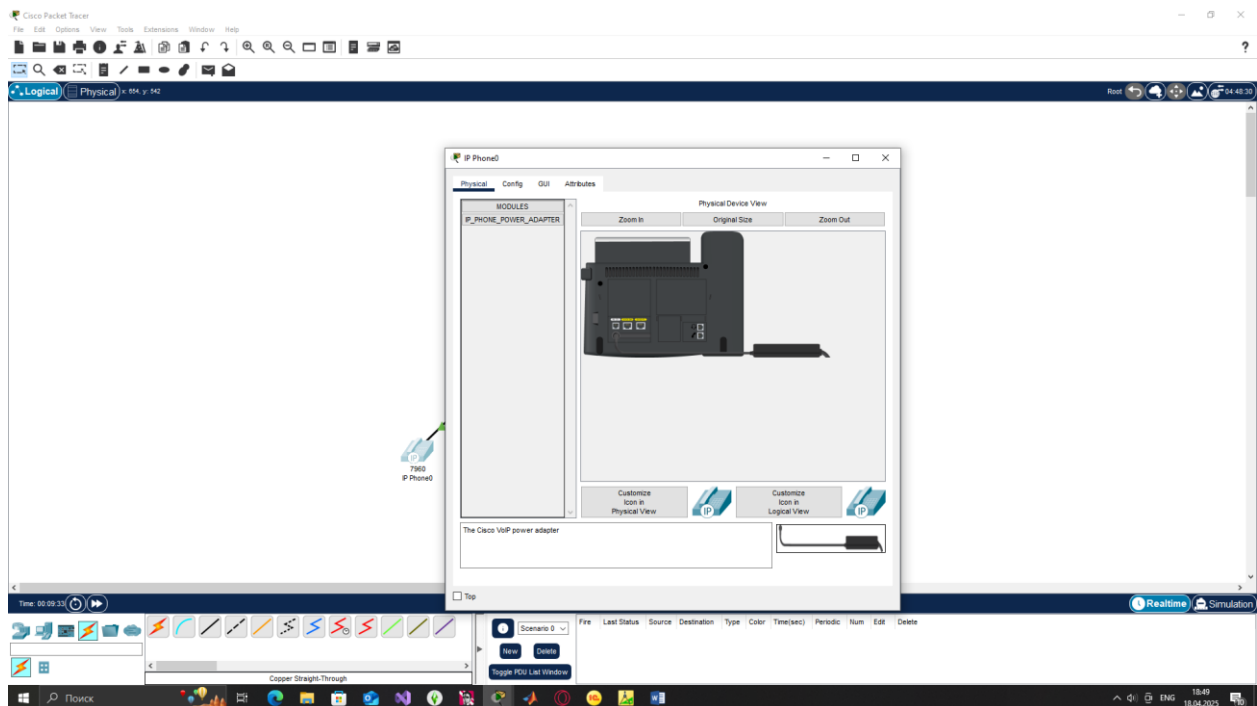 Cisco Packet Tracer
File Edit Options View Tools Extensions Window Help
?
Logical Physical x: 654, y: 542 Root 04:48:30
IP Phone0
Physical Config GUI Attributes
MODULES
IP_PHONE_POWER_ADAPTER
Physical Device View
Zoom In Original Size Zoom Out
7960
IP Phone0
Customize
Icon in
Physical View
IP
Customize
Icon in
Logical View
IP
The Cisco VoIP power adapter
Top
Time: 00:09:33 Realtime Simulation
Scenario 0
New Delete
Toggle PDU List Window
Fire Last Status Source Destination Type Color Time(sec) Periodic Num Edit Delete
Copper Straight-Through
Поиск
ENG
18:49
18.04.2025